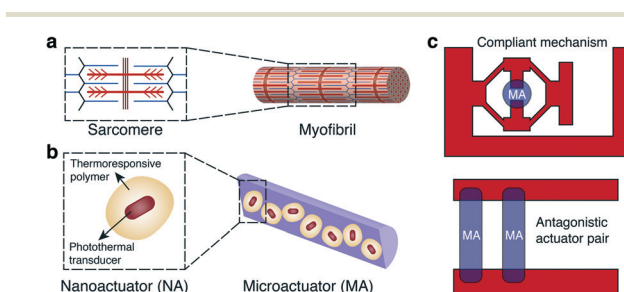 a
Sarcomere
Myofibril
b
Thermoresponsive
polymer
Photothermal
transducer
Nanoactuator (NA)
Microactuator (MA)
c
Compliant mechanism
MA
MA
MA
Antagonistic
actuator pair